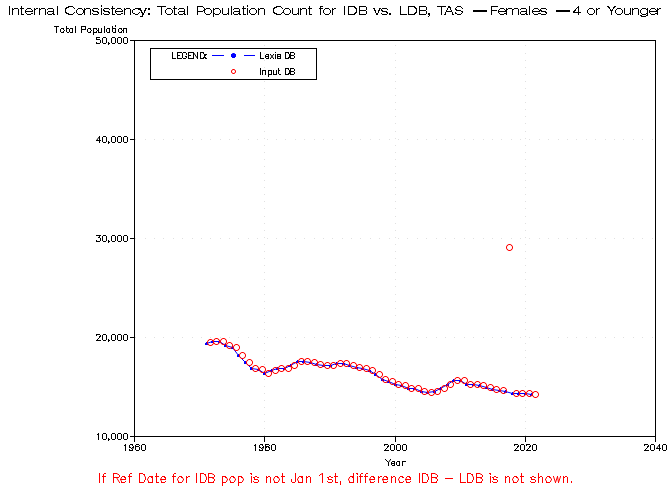 Internal Consistency: Total Population Count for IDB vs. LDB, TAS —Females —4 or Younger
Total Population
50,000
LEGEND: Lexis DB
Input DB
40,000
30,000
20,000
10,000
1960 1980 2000 2020 2040
Year
If Ref Date for IDB pop is not Jan 1st, difference IDB – LDB is not shown.